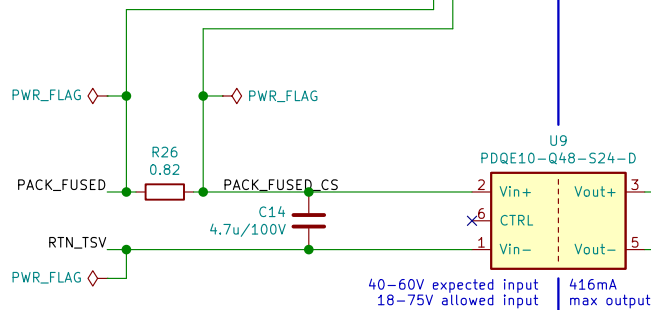 PWR_FLAG
PWR_FLAG
U9
PDQE10-Q48-S24-D
R26
0.82
PACK_FUSED
PACK_FUSED_CS
2
Vin+
Vout+
3
C14
4.7u/100V
6
CTRL
RTN_TSV
1
Vin-
Vout-
5
PWR_FLAG
40-60V expected input
18-75V allowed input
416mA
max output